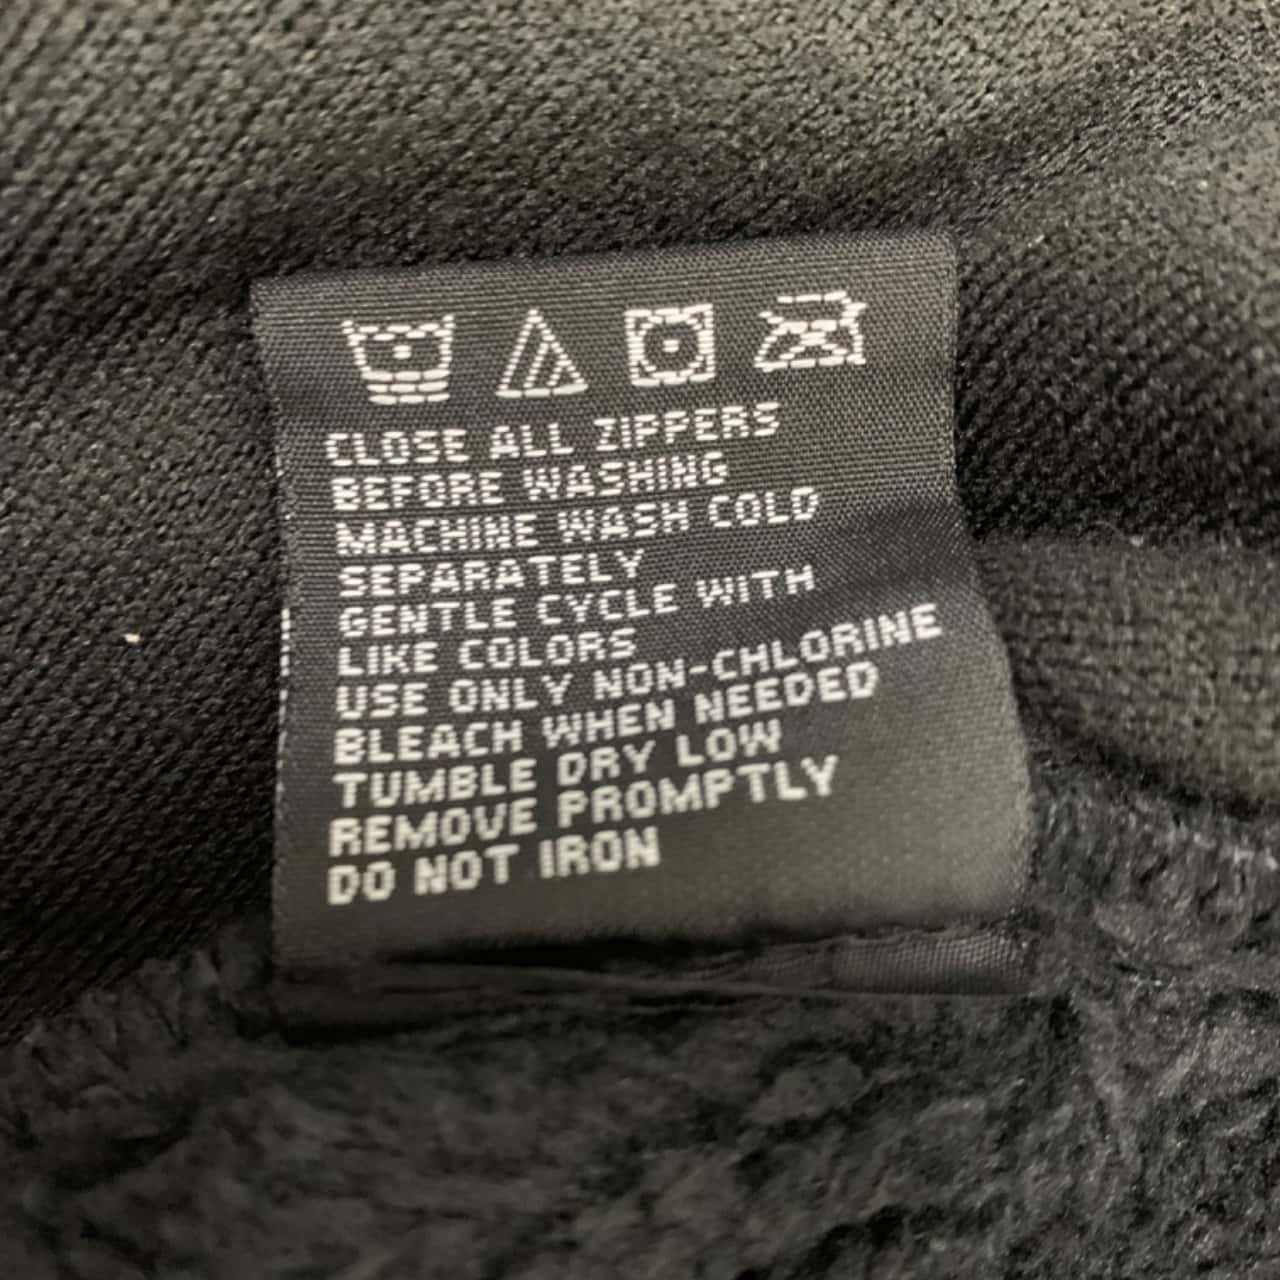 CLOSE ALL ZIPPERS
BEFORE WASHING
MACHINE WASH COLD
SEPARATELY
GENTLE CYCLE WITH
LIKE COLORS
USE ONLY NON-CHLORINE
BLEACH WHEN NEEDED
TUMBLE DRY LOW
REMOVE PROMPTLY
DO NOT IRON